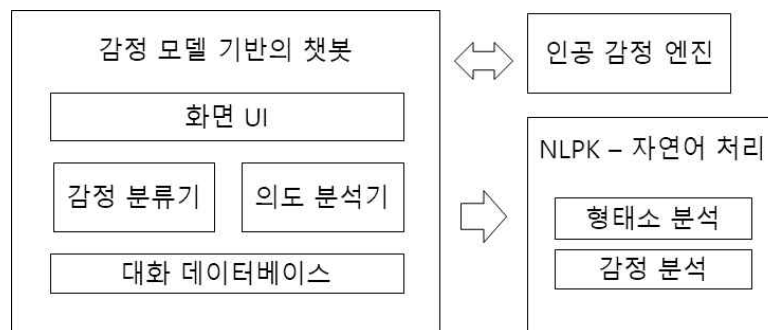 감정 모델 기반의 챗봇
화면 UI
감정 분류기
의도 분석기
대화 데이터베이스
인공 감정 엔진
NLPK – 자연어 처리
형태소 분석
감정 분석